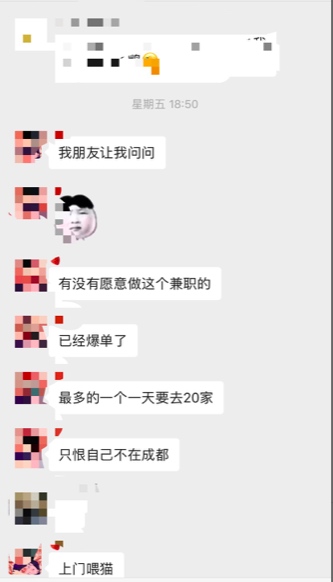 星期五 18:50
我朋友让我问问
有没有愿意做这个兼职的
已经爆单了
最多的一个一天要去20家
只恨自己不在成都
上门喂猫